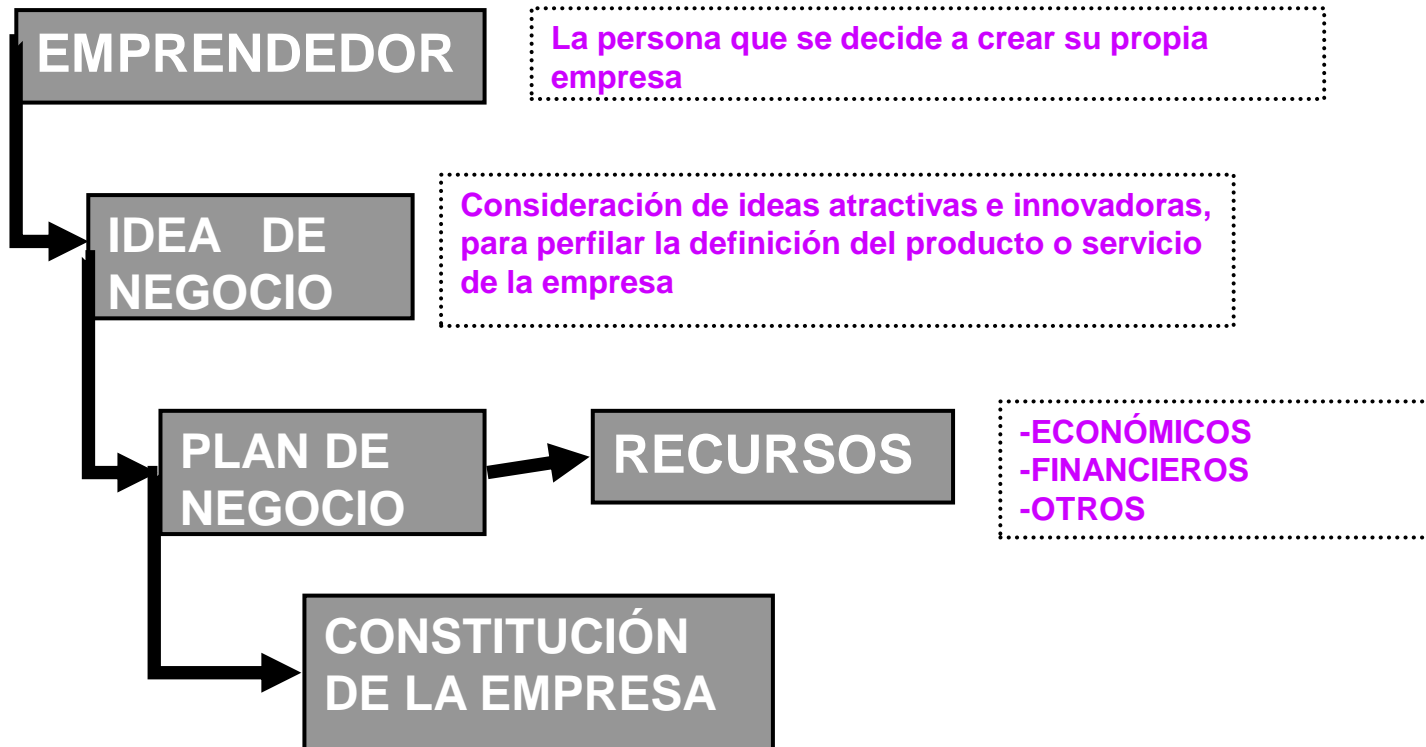 EMPRENDEDOR
La persona que se decide a crear su propia
empresa
IDEA DE
NEGOCIO
Consideración de ideas atractivas e innovadoras,
para perfilar la definición del producto o servicio
de la empresa
PLAN DE
NEGOCIO
RECURSOS
-ECONÓMICOS
-FINANCIEROS
-OTROS
CONSTITUCIÓN
DE LA EMPRESA